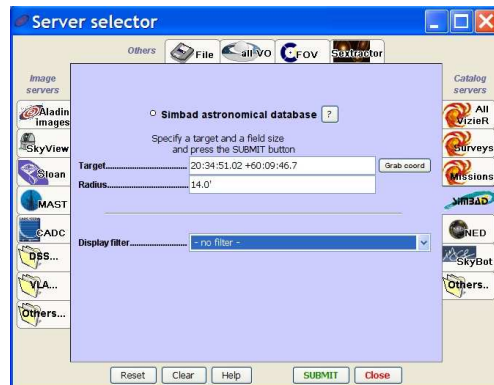 Server selector
Others File all VO FOV Sextractor
Image servers
Aladin images
SkyView
Sloan
MAST
CADC
DSS...
VLA...
Others...
Simbad astronomical database ?
Specify a target and a field size
and press the SUBMIT button
Target 20:34:51.02 +60:09:46.7 Grab coord
Radius 14.0'
Display filter - no filter -
Catalog servers
All VizieR
Surveys
Missions
SIMBAD
NED
SkyBot
Others..
Reset Clear Help SUBMIT Close